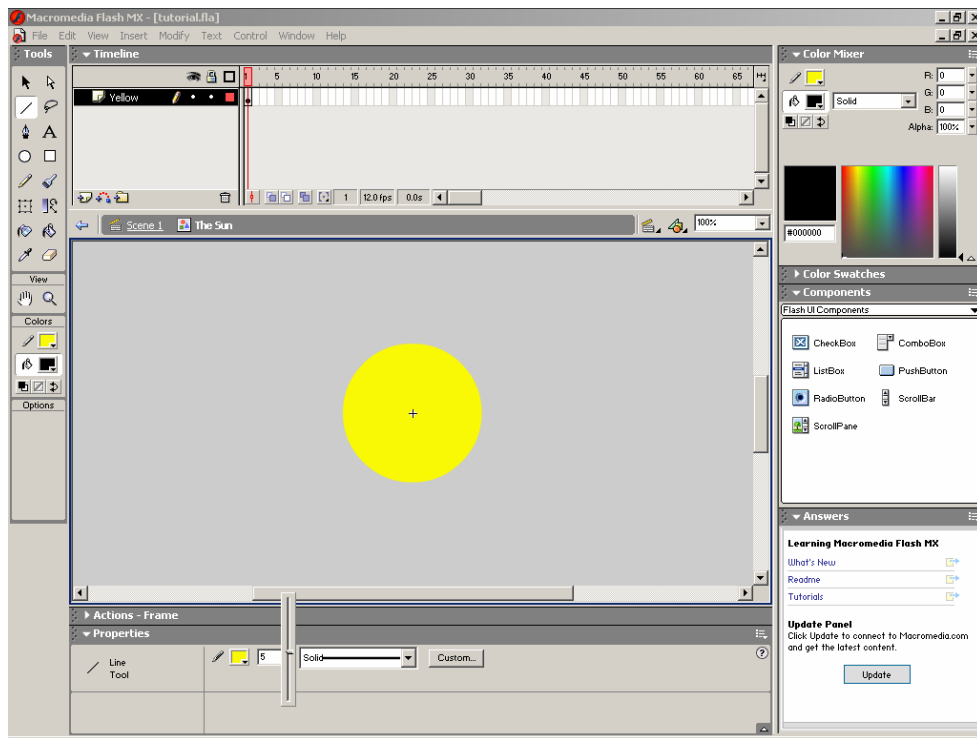 Macromedia Flash MX - [tutorial.fla]
File Edit View Insert Modify Text Control Window Help
Tools
Timeline
1 5 10 15 20 25 30 35 40 45 50 55 60 65
Yellow
1 12.0 fps 0.0s
Scene 1 The Sun 100%
View
Colors
Options
Actions - Frame
Properties
Line
Tool
5 Solid Custom...
Color Mixer
R: 0
Solid G: 0
B: 0
Alpha: 100%
#000000
Color Swatches
Components
Flash UI Components
CheckBox ComboBox
ListBox PushButton
RadioButton ScrollBar
ScrollPane
Answers
Learning Macromedia Flash MX
What's New
Readme
Tutorials
Update Panel
Click Update to connect to Macromedia.com
and get the latest content.
Update